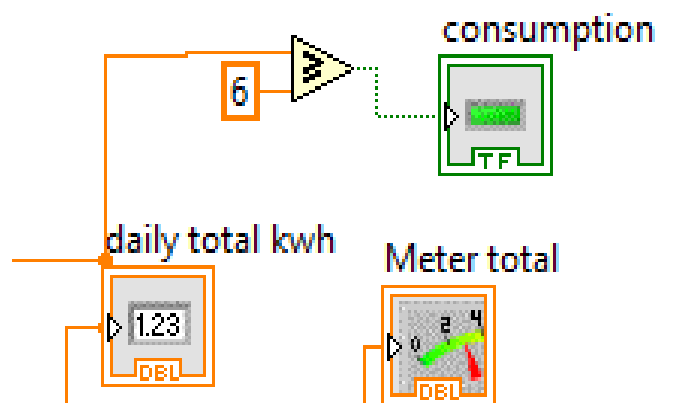 consumption
≥
6
TF
daily total kwh
Meter total
1.23
0 2 4
DBL
DBL